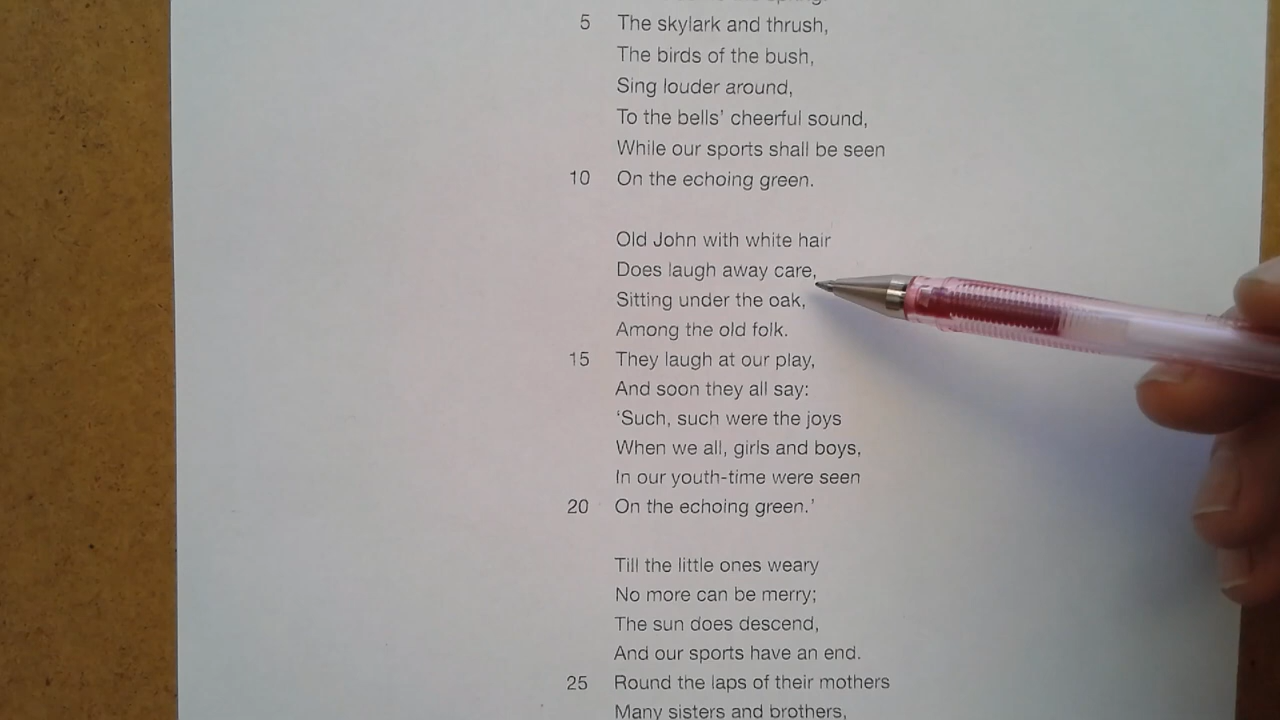 5 The skylark and thrush,
The birds of the bush,
Sing louder around,
To the bells’ cheerful sound,
While our sports shall be seen
10 On the echoing green.
Old John with white hair
Does laugh away care,
Sitting under the oak,
Among the old folk.
15 They laugh at our play,
And soon they all say:
‘Such, such were the joys
When we all, girls and boys,
In our youth-time were seen
20 On the echoing green.’
Till the little ones weary
No more can be merry;
The sun does descend,
And our sports have an end.
25 Round the laps of their mothers
Many sisters and brothers,